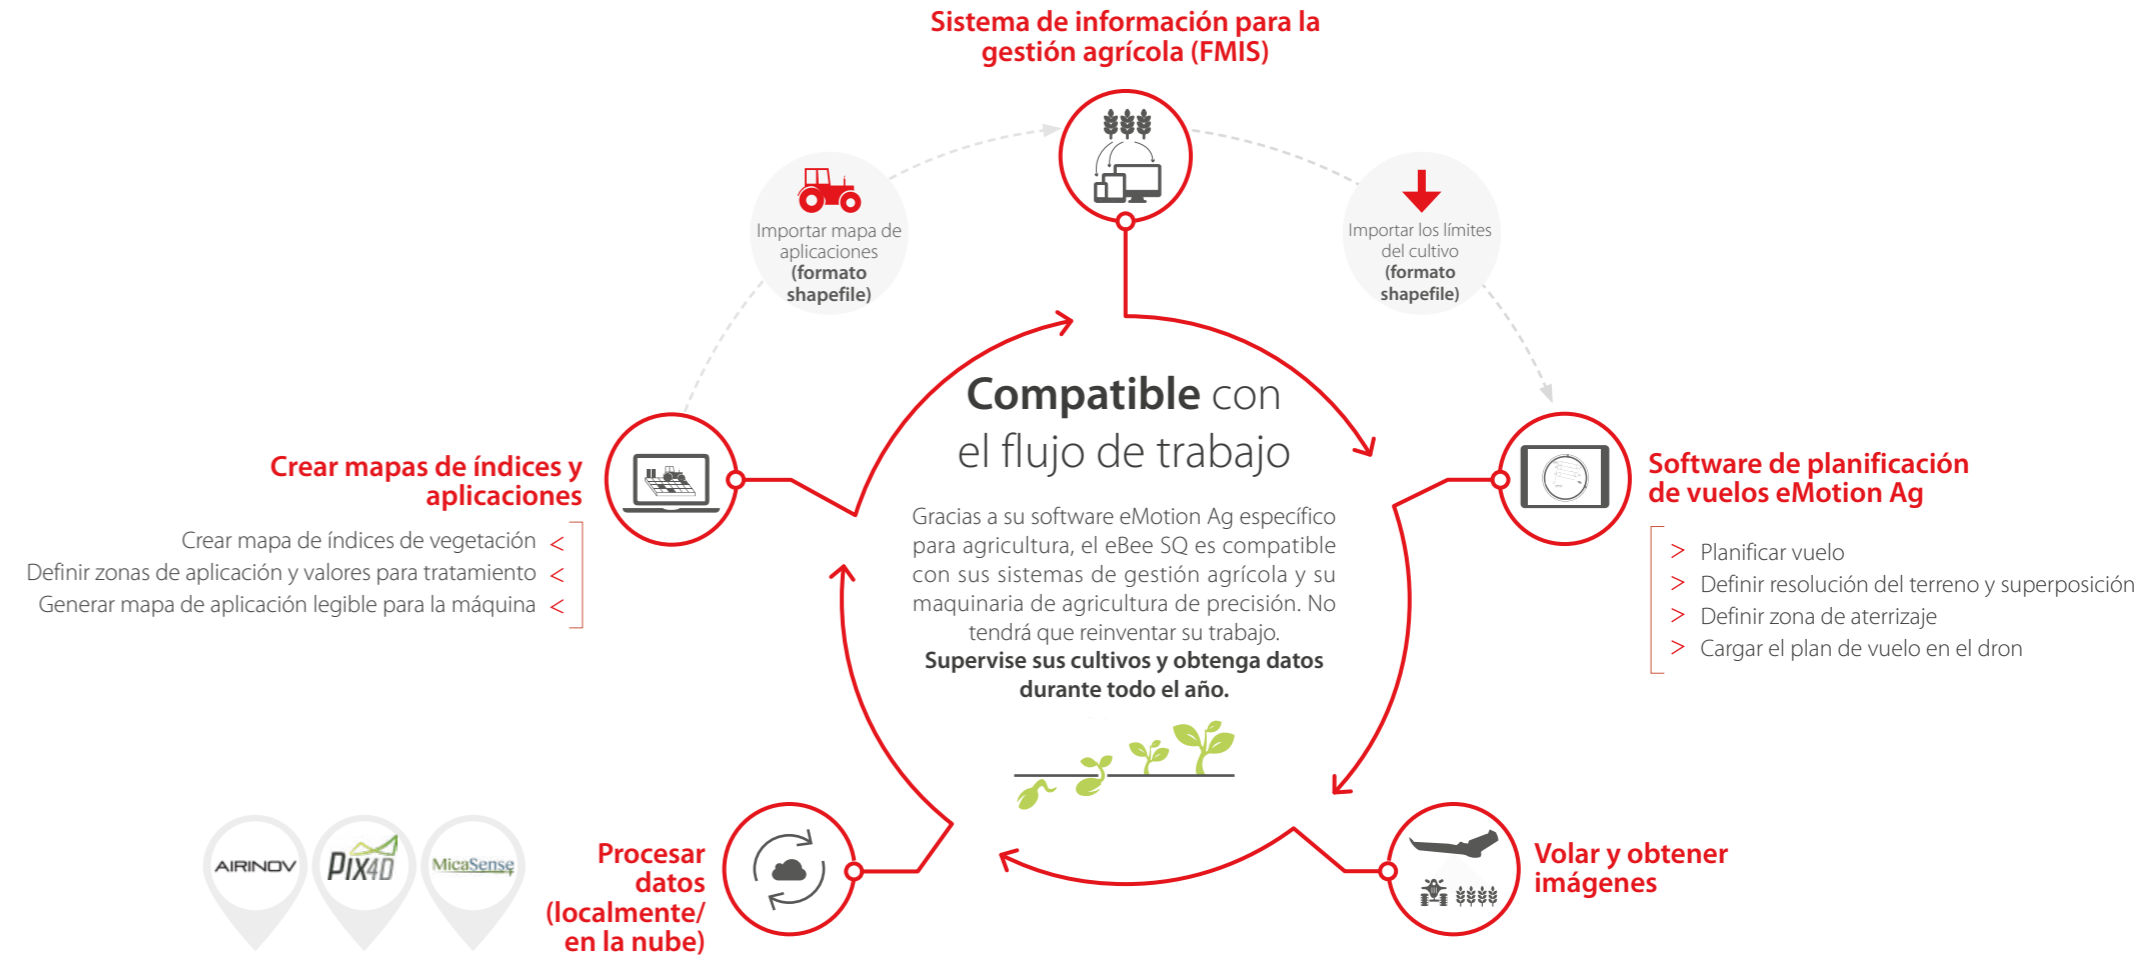 Sistema de información para la
gestión agrícola (FMIS)
Importar mapa de
aplicaciones
(formato
shapefile)
Importar los límites
del cultivo
(formato
shapefile)
Compatible con
el flujo de trabajo
Gracias a su software eMotion Ag específico
para agricultura, el eBee SQ es compatible
con sus sistemas de gestión agrícola y su
maquinaria de agricultura de precisión. No
tendrá que reinventar su trabajo.
Supervise sus cultivos y obtenga datos
durante todo el año.
Crear mapas de índices y
aplicaciones
Crear mapa de índices de vegetación <
Definir zonas de aplicación y valores para tratamiento <
Generar mapa de aplicación legible para la máquina <
Software de planificación
de vuelos eMotion Ag
> Planificar vuelo
> Definir resolución del terreno y superposición
> Definir zona de aterrizaje
> Cargar el plan de vuelo en el dron
AIRINOV
PIX4D
MicaSense
Procesar
datos
(localmente/
en la nube)
Volar y obtener
imágenes